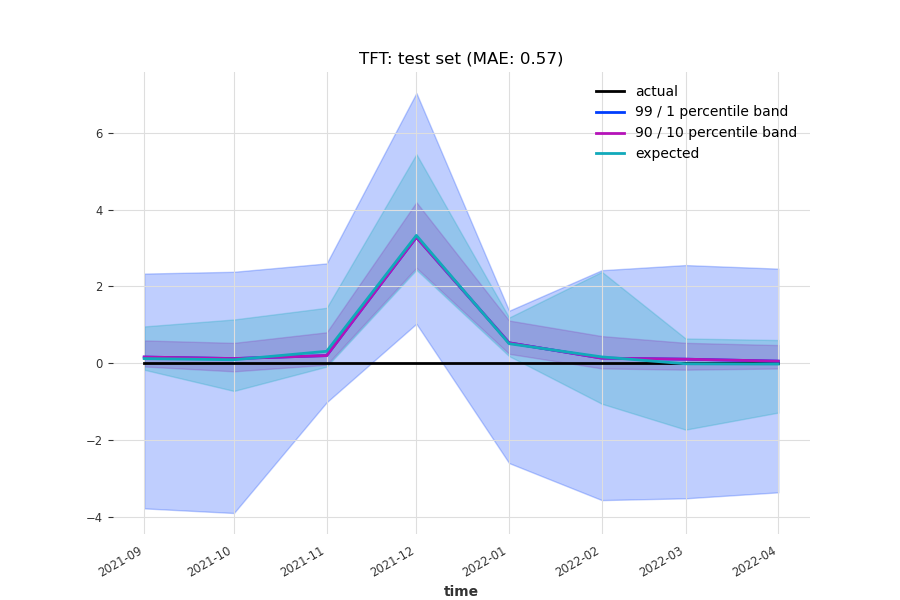 TFT: test set (MAE: 0.57)
actual
99 / 1 percentile band
90 / 10 percentile band
expected
6
4
2
0
−2
−4
2021-09
2021-10
2021-11
2021-12
2022-01
2022-02
2022-03
2022-04
time